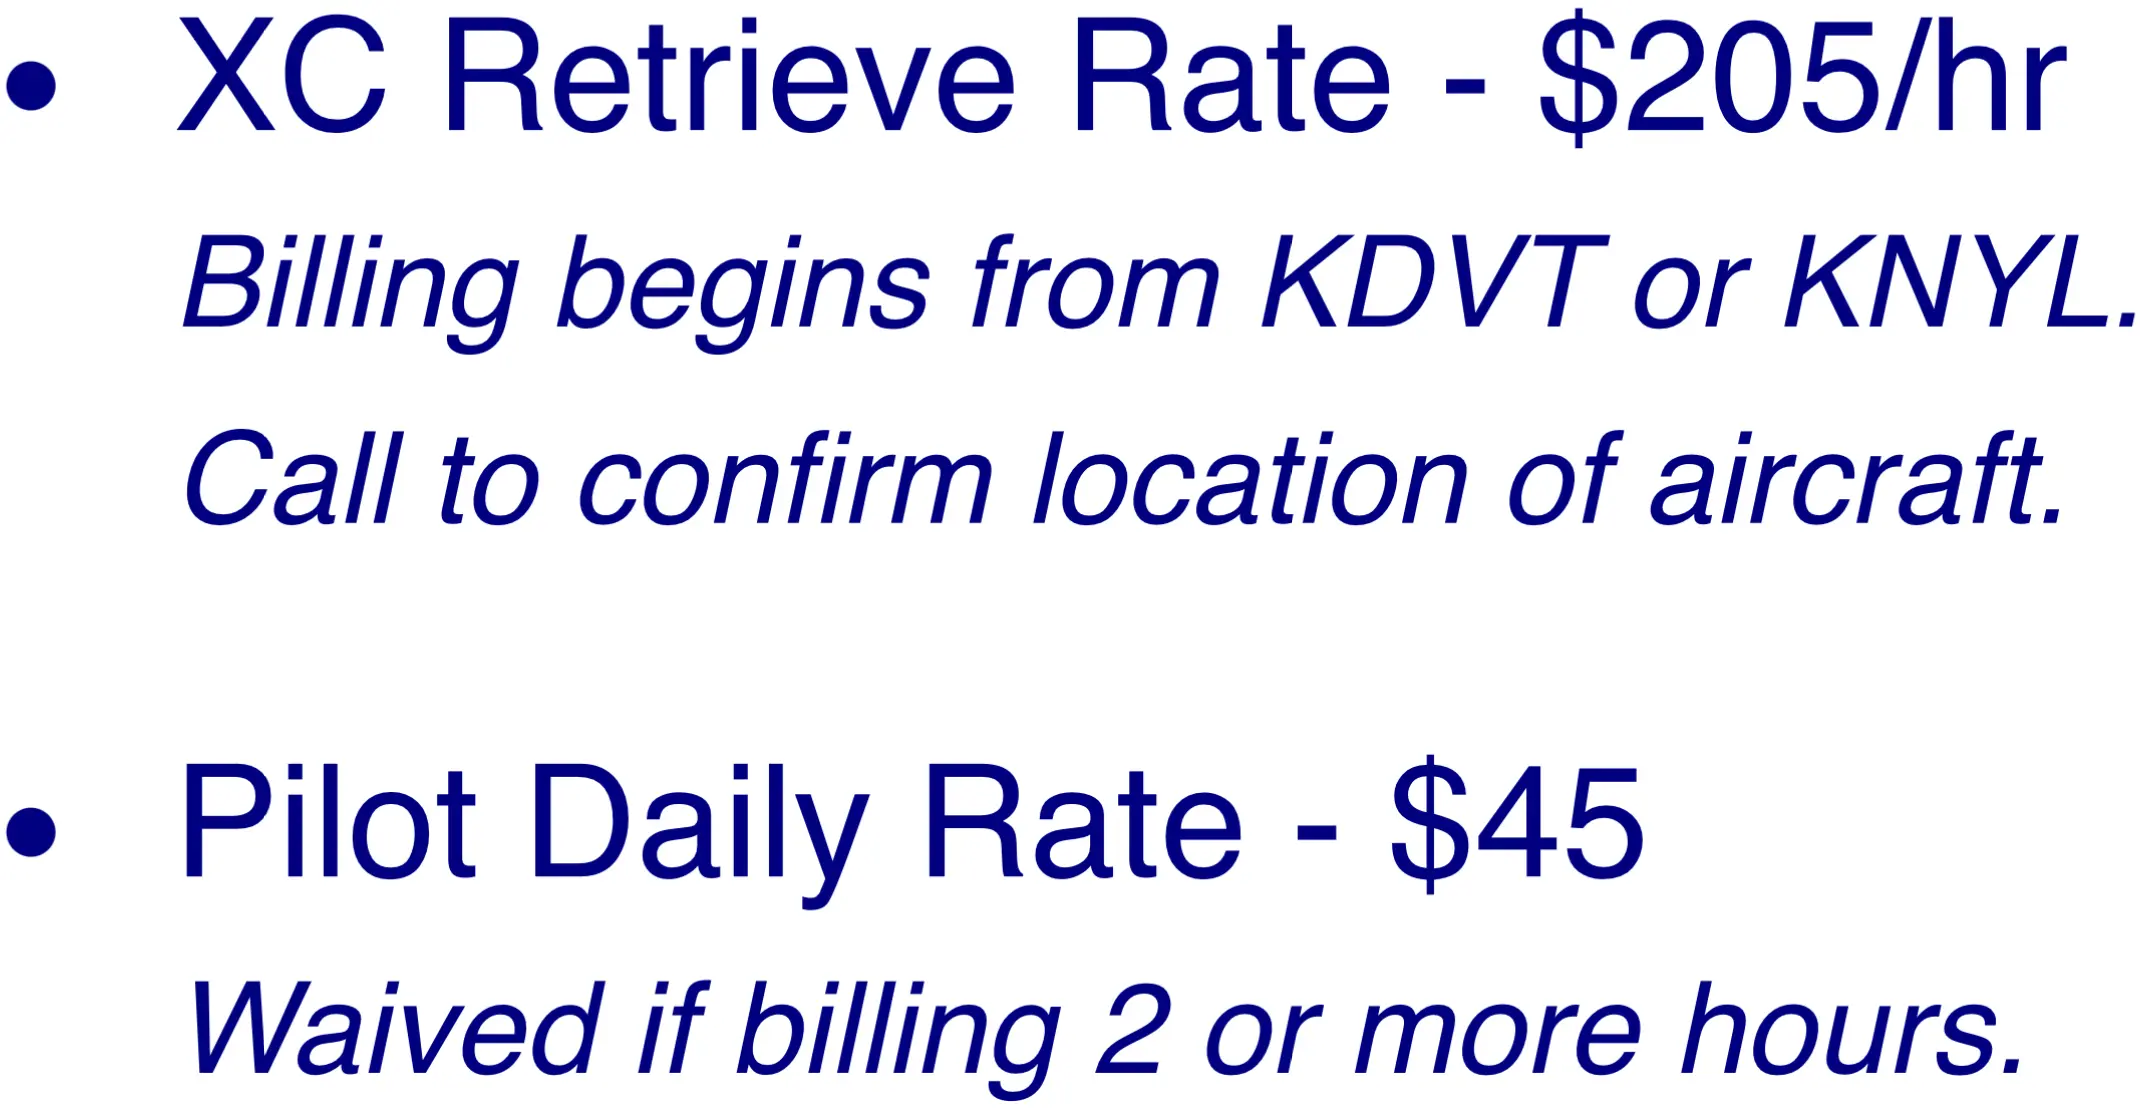 • XC Retrieve Rate - $205/hr
Billing begins from KDVT or KNYL.
Call to confirm location of aircraft.
• Pilot Daily Rate - $45
Waived if billing 2 or more hours.